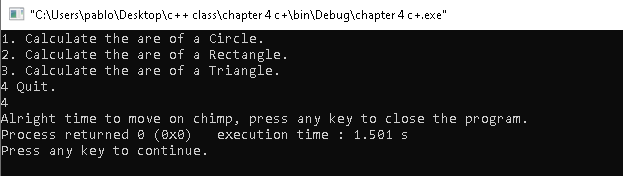 "C:\Users\pablo\Desktop\c++ class\chapter 4 c+\bin\Debug\chapter 4 c+.exe"
1. Calculate the are of a Circle.
2. Calculate the are of a Rectangle.
3. Calculate the are of a Triangle.
4 Quit.
4
Alright time to move on chimp, press any key to close the program.
Process returned 0 (0x0)   execution time : 1.501 s
Press any key to continue.